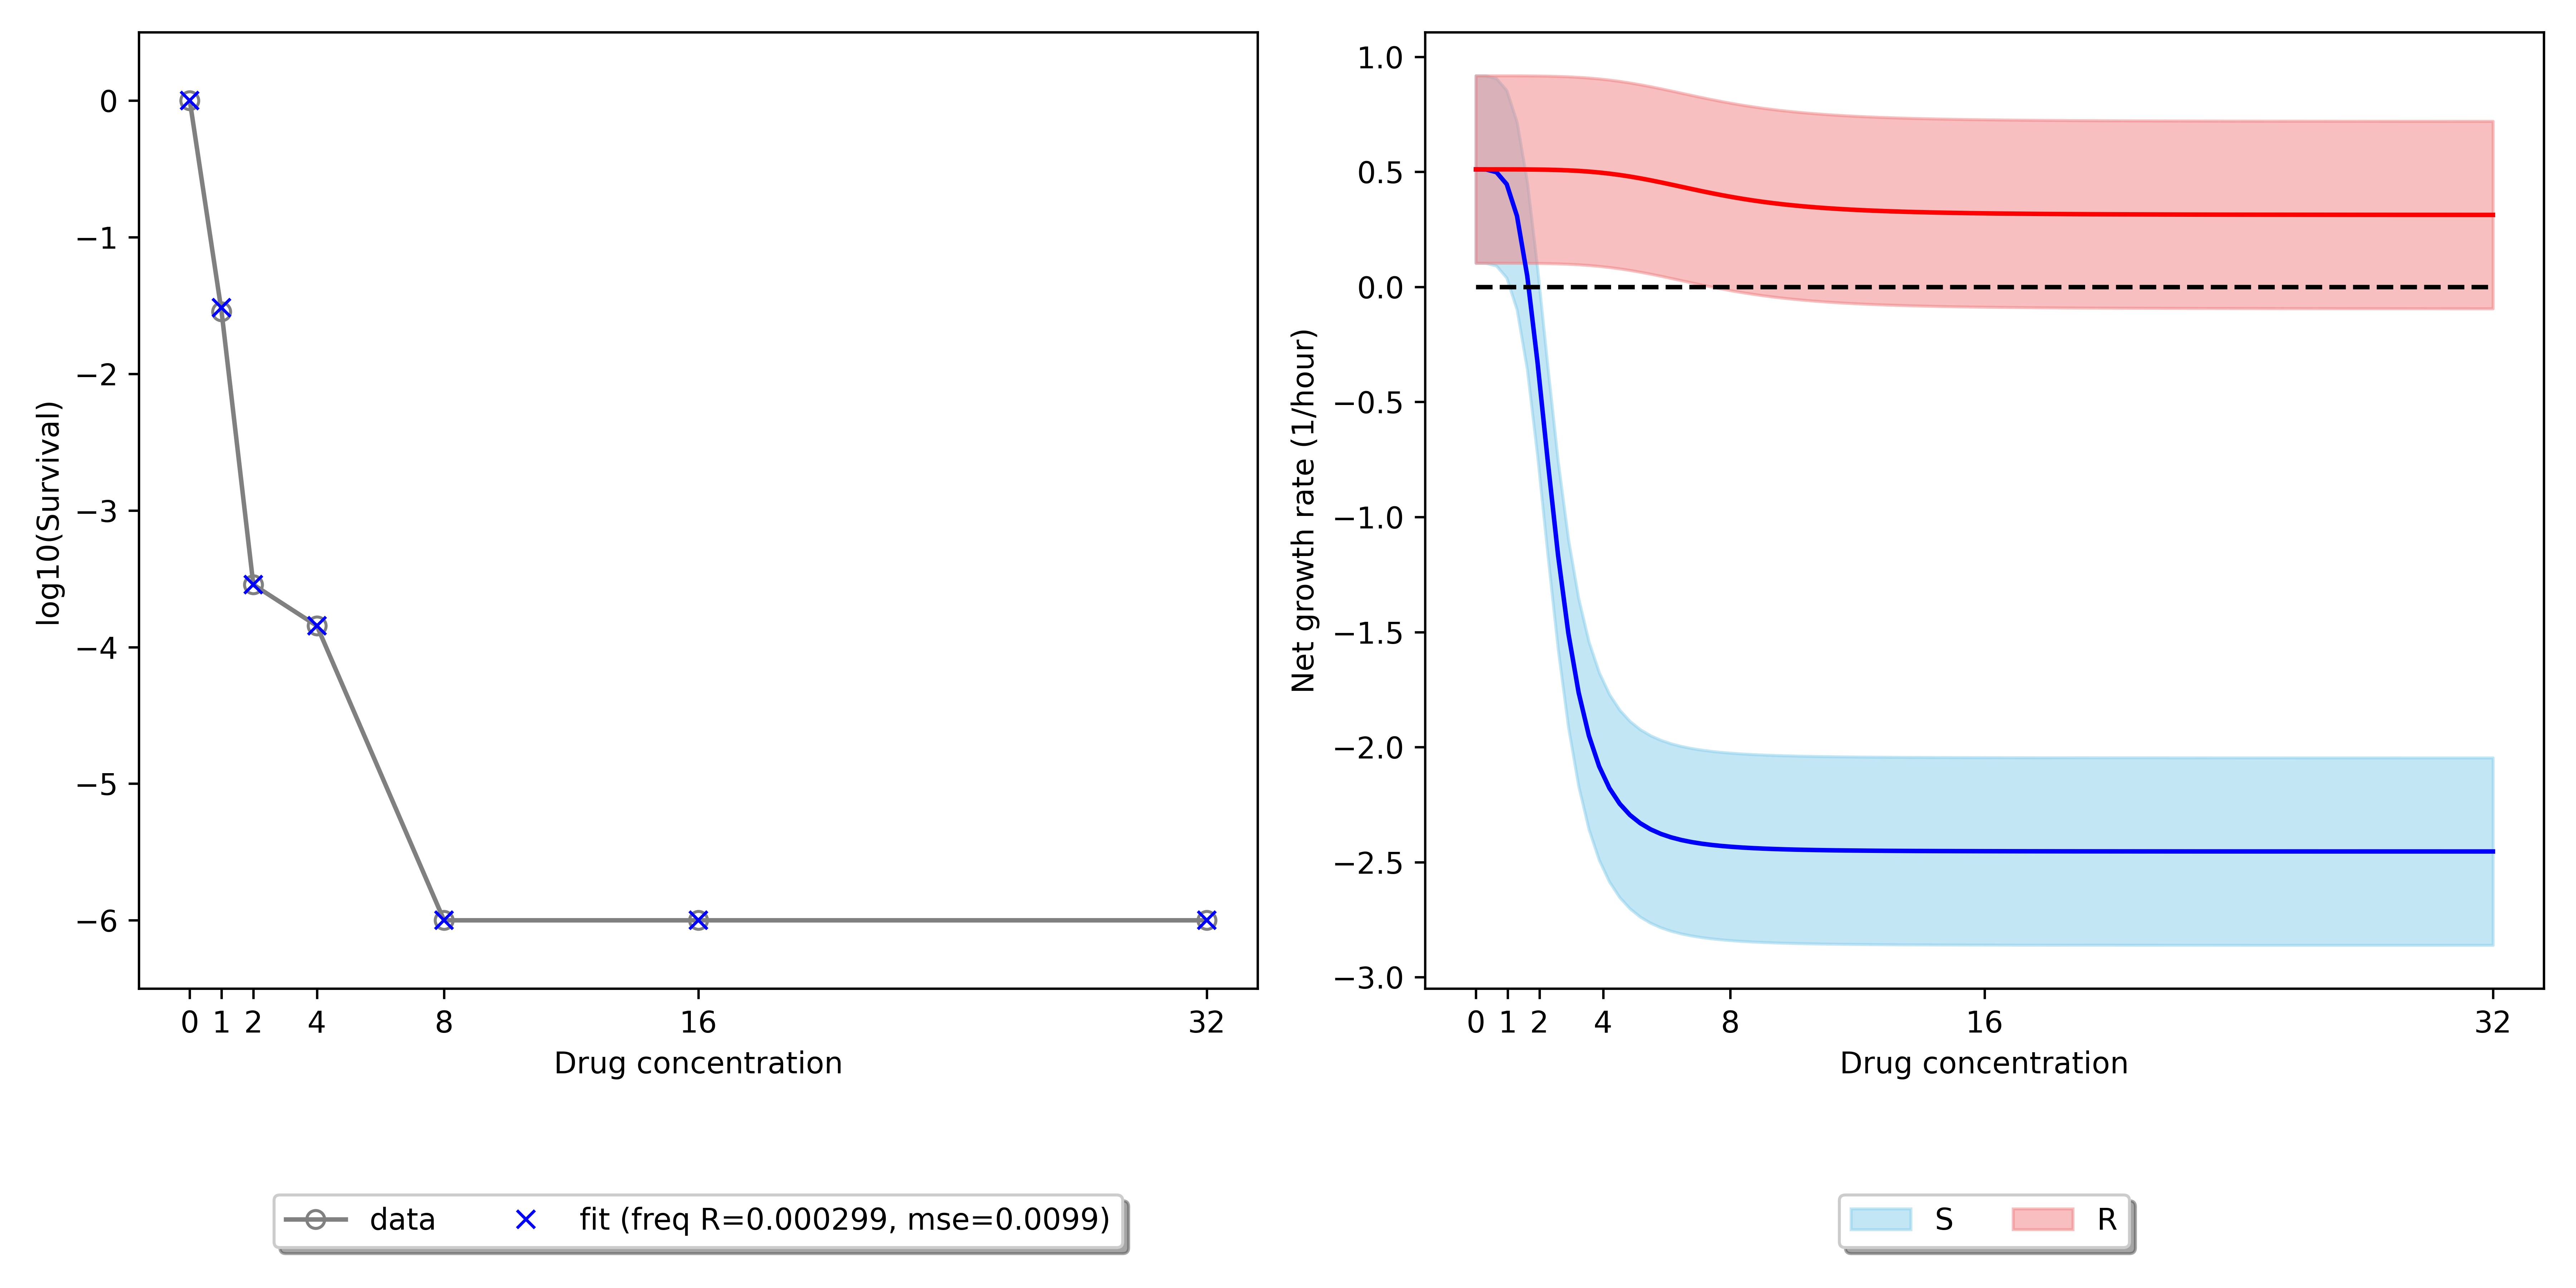 0
−1
−2
−3
−4
−5
−6
log10(Survival)
0 1 2 4 8 16 32
Drug concentration
data fit (freq R=0.000299, mse=0.0099)
1.0
0.5
0.0
−0.5
−1.0
−1.5
−2.0
−2.5
−3.0
Net growth rate (1/hour)
0 1 2 4 8 16 32
Drug concentration
S R